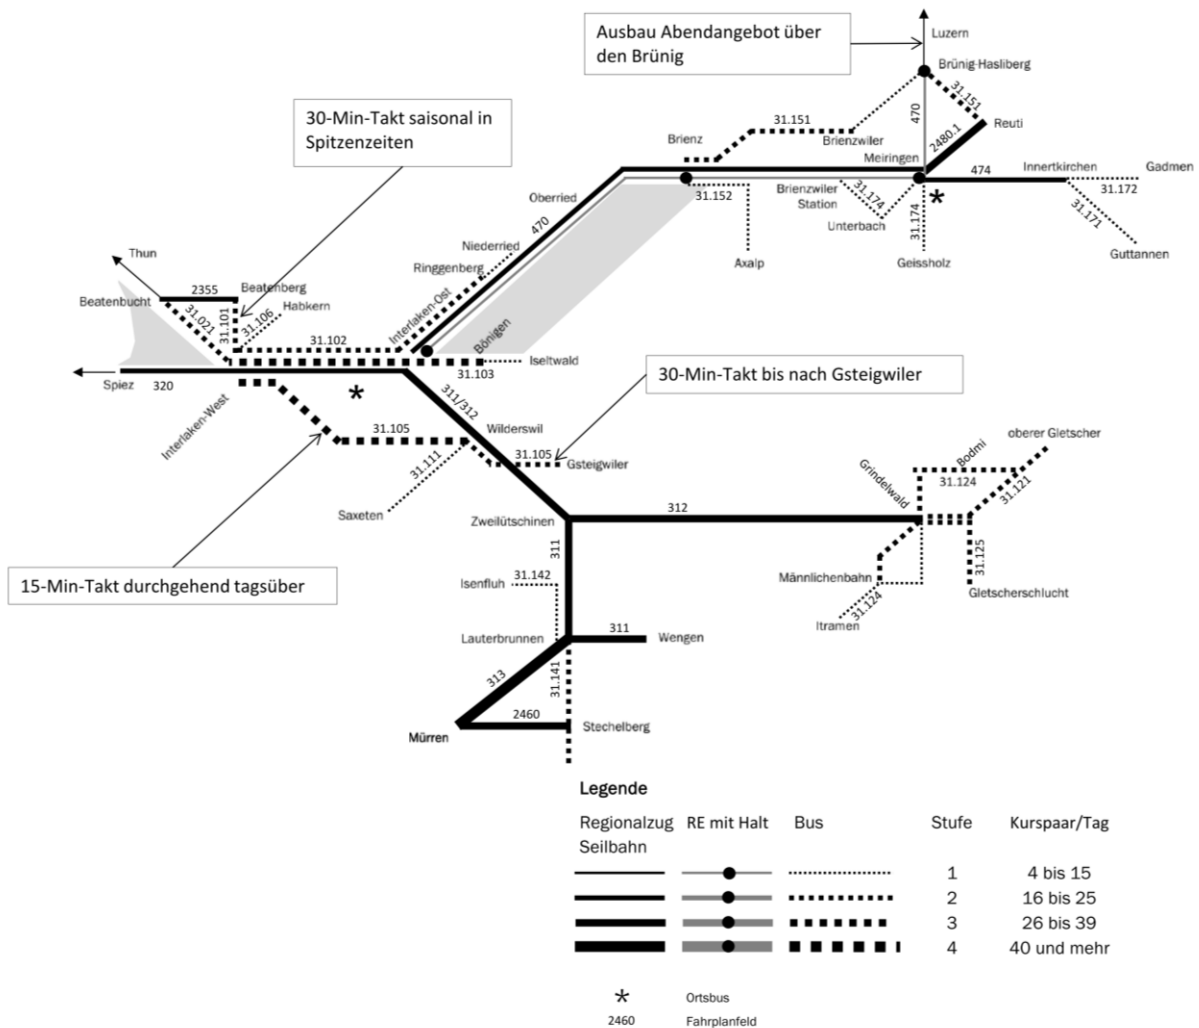 Ausbau Abendangebot über
den Brünig
Luzern
Brünig-Hasliberg
30-Min-Takt saisonal in
Spitzenzeiten
31.151
31.151
470
Reuti
Brienz
Brienzwiler
2480.1
Meiringen
474
Innertkirchen
Gadmen
31.172
Oberried
31.152
Brienzwiler
Station
31.174
Unterbach
31.174
31.171
470
Niederried
Ringgenberg
Axalp
Geissholz
Guttannen
Thun
2355
Beatenberg
Beatenbucht
Habkern
31.021
31.101
31.106
Interlaken-Ost
Bönigen
31.102
Iseltwald
31.103
Spiez
320
*
*
30-Min-Takt bis nach Gsteigwiler
311/312
Interlaken-West
31.105
Wilderswil
31.111
31.105
Gsteigwiler
Saxeten
oberer Gletscher
Bodmi
Grindelwald
31.124
31.121
Zweilütschinen
312
311
31.125
15-Min-Takt durchgehend tagsüber
Isenfluh
31.142
Männlichenbahn
31.124
Itramen
Gletscherschlucht
Lauterbrunnen
311
Wengen
313
31.141
2460
Stechelberg
Mürren
Legende
Regionalzug
Seilbahn
RE mit Halt
Bus
Stufe
Kurspaar/Tag
1 4 bis 15
2 16 bis 25
3 26 bis 39
4 40 und mehr
* Ortsbus
2460 Fahrplanfeld